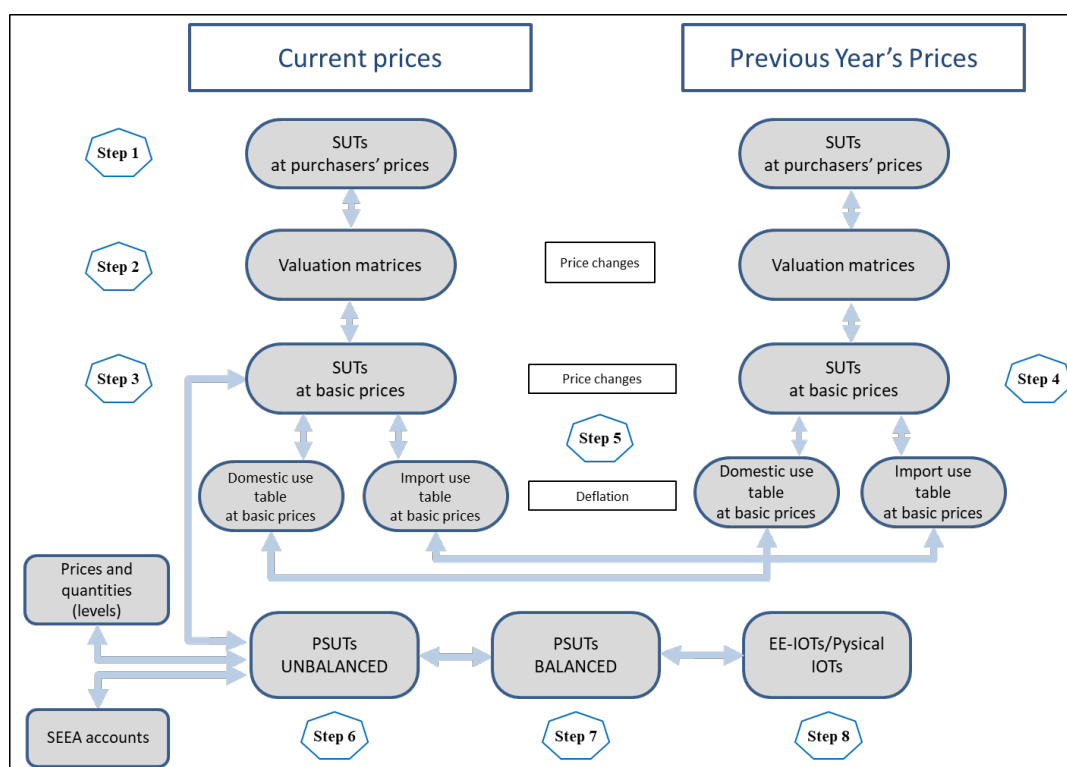 Current prices
Previous Year's Prices
Step 1
SUTs
at purchasers' prices
SUTs
at purchasers' prices
Step 2
Valuation matrices
Price changes
Valuation matrices
Step 3
SUTs
at basic prices
Price changes
SUTs
at basic prices
Step 4
Step 5
Domestic use
table
at basic prices
Import use
table
at basic prices
Deflation
Domestic use
table
at basic prices
Import use
table
at basic prices
Prices and
quantities
(levels)
PSUTs
UNBALANCED
PSUTs
BALANCED
EE-IOTs/Pysical
IOTs
SEEA accounts
Step 6
Step 7
Step 8